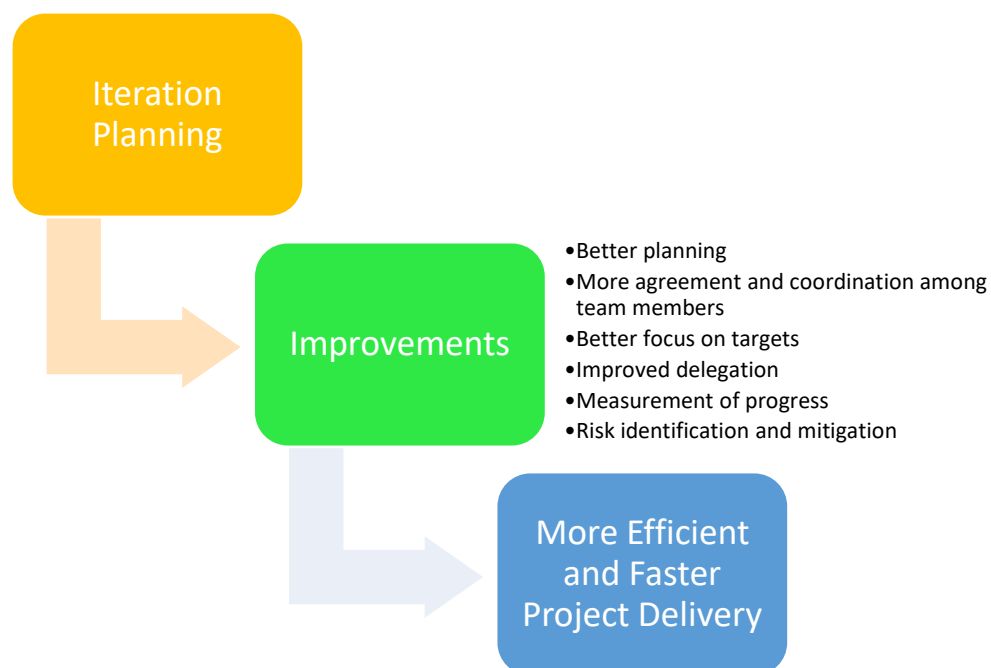 Iteration
Planning
Improvements
•Better planning
•More agreement and coordination among
team members
•Better focus on targets
•Improved delegation
•Measurement of progress
•Risk identification and mitigation
More Efficient
and Faster
Project Delivery